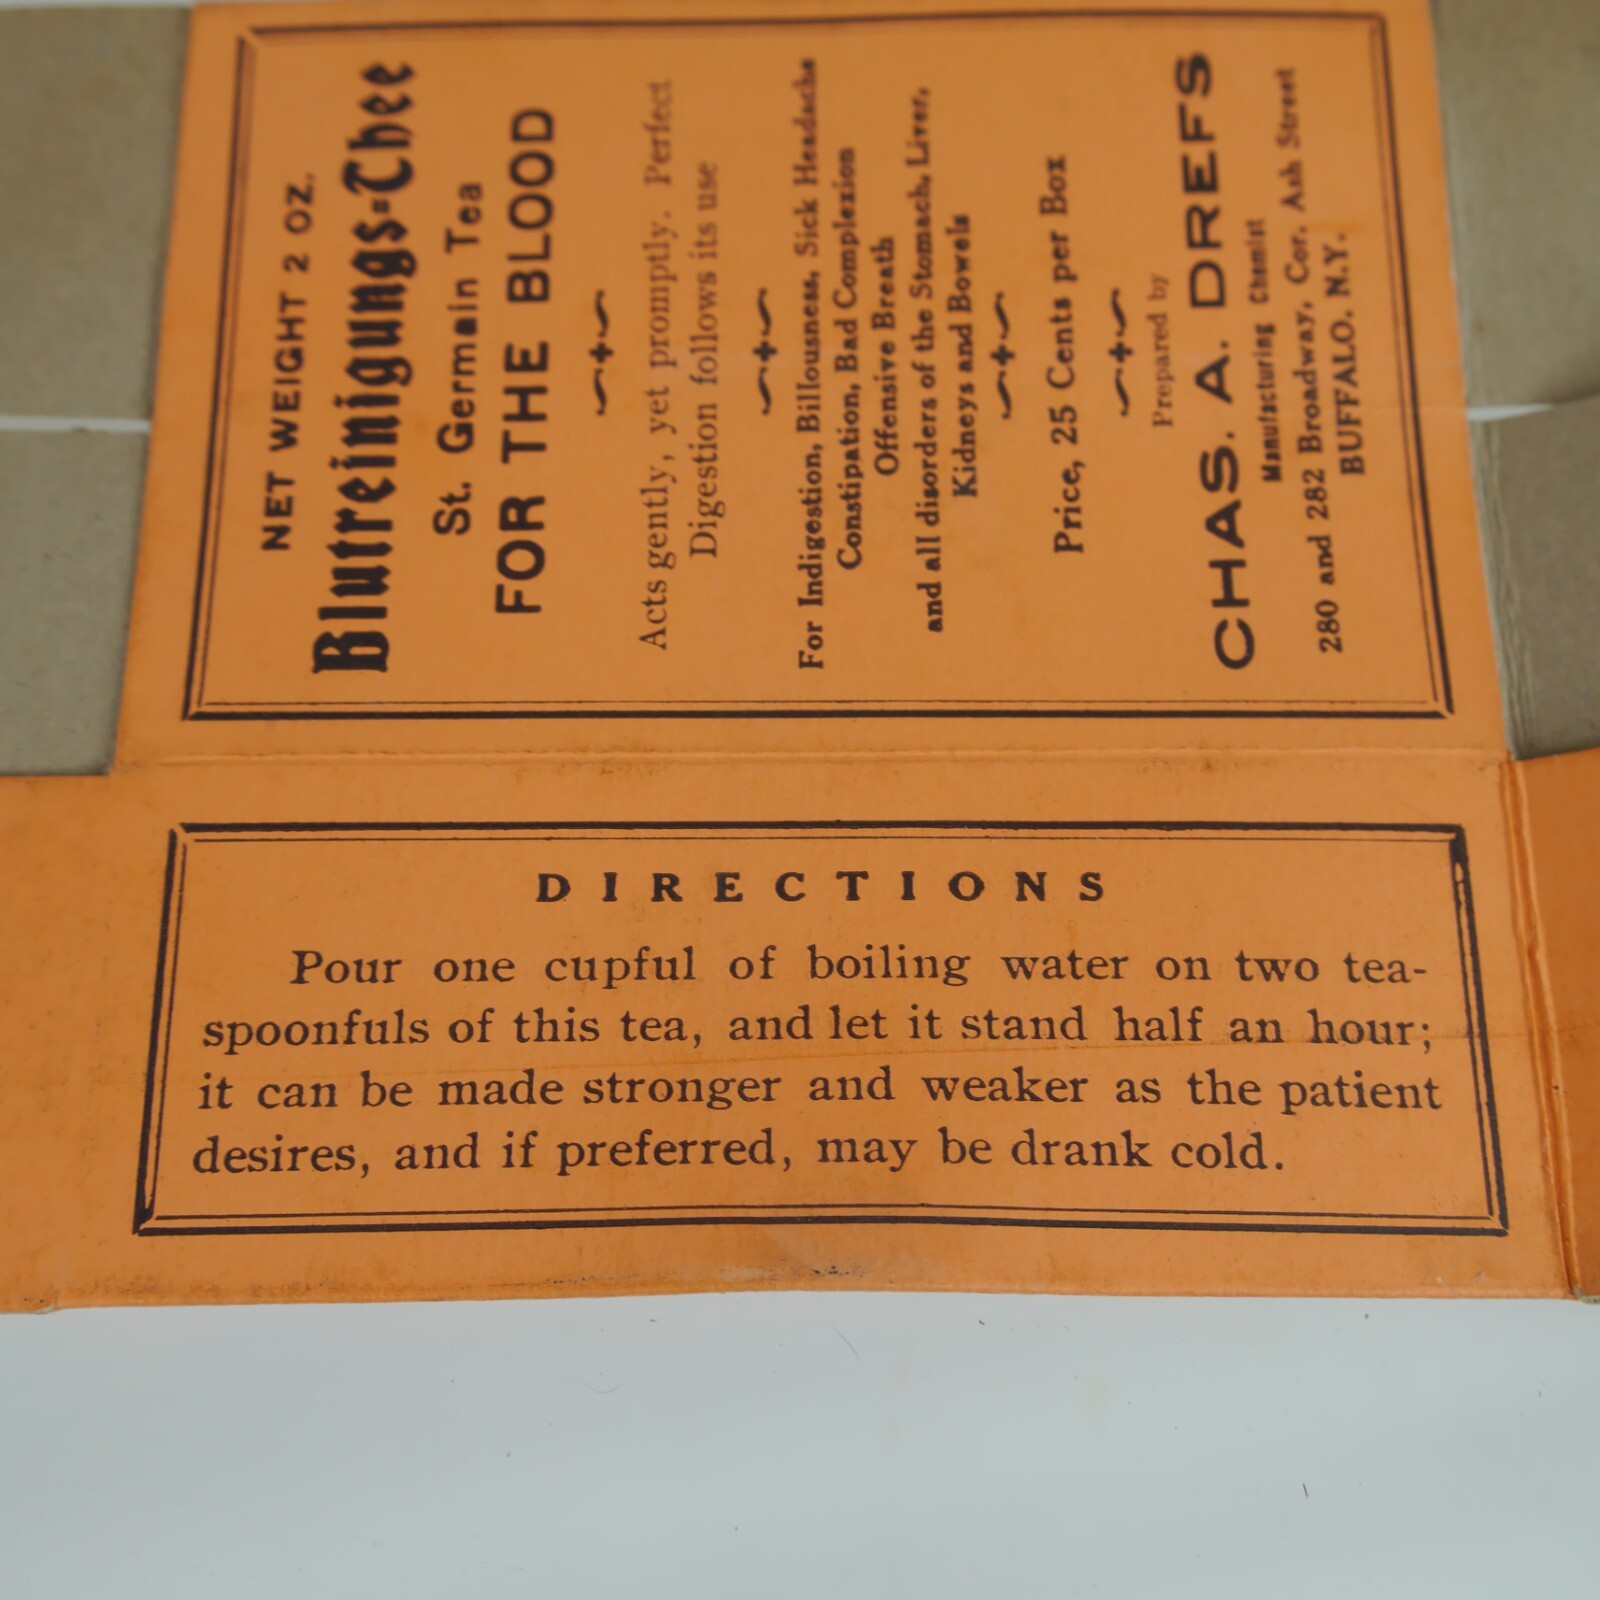 NET WEIGHT 2 OZ.
Blutreinigungs=Thee
St. Germain Tea
FOR THE BLOOD
Acts gently, yet promptly. Perfect
Digestion follows its use
For Indigestion, Billousness, Sick Headache
Constipation, Bad Complexion
Offensive Breath
and all disorders of the Stomach, Liver,
Kidneys and Bowels
Price, 25 Cents per Box
Prepared by
CHAS. A. DREFS
Manufacturing Chemist
280 and 282 Broadway, Cor. Ash Street
BUFFALO. N.Y.
DIRECTIONS
Pour one cupful of boiling water on two tea-
spoonfuls of this tea, and let it stand half an hour;
it can be made stronger and weaker as the patient
desires, and if preferred, may be drank cold.